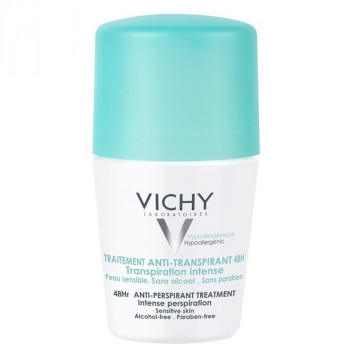 VICHY
LABORATOIRES
Hypoallergénique
Hypoallergenic
TRAITEMENT ANTI-TRANSPIRANT 48H
Transpiration intense
Peau sensible. Sans alcool. Sans paraben
48Hr ANTI-PERSPIRANT TREATMENT
Intense perspiration
Sensitive skin
Alcohol-free . Paraben-free